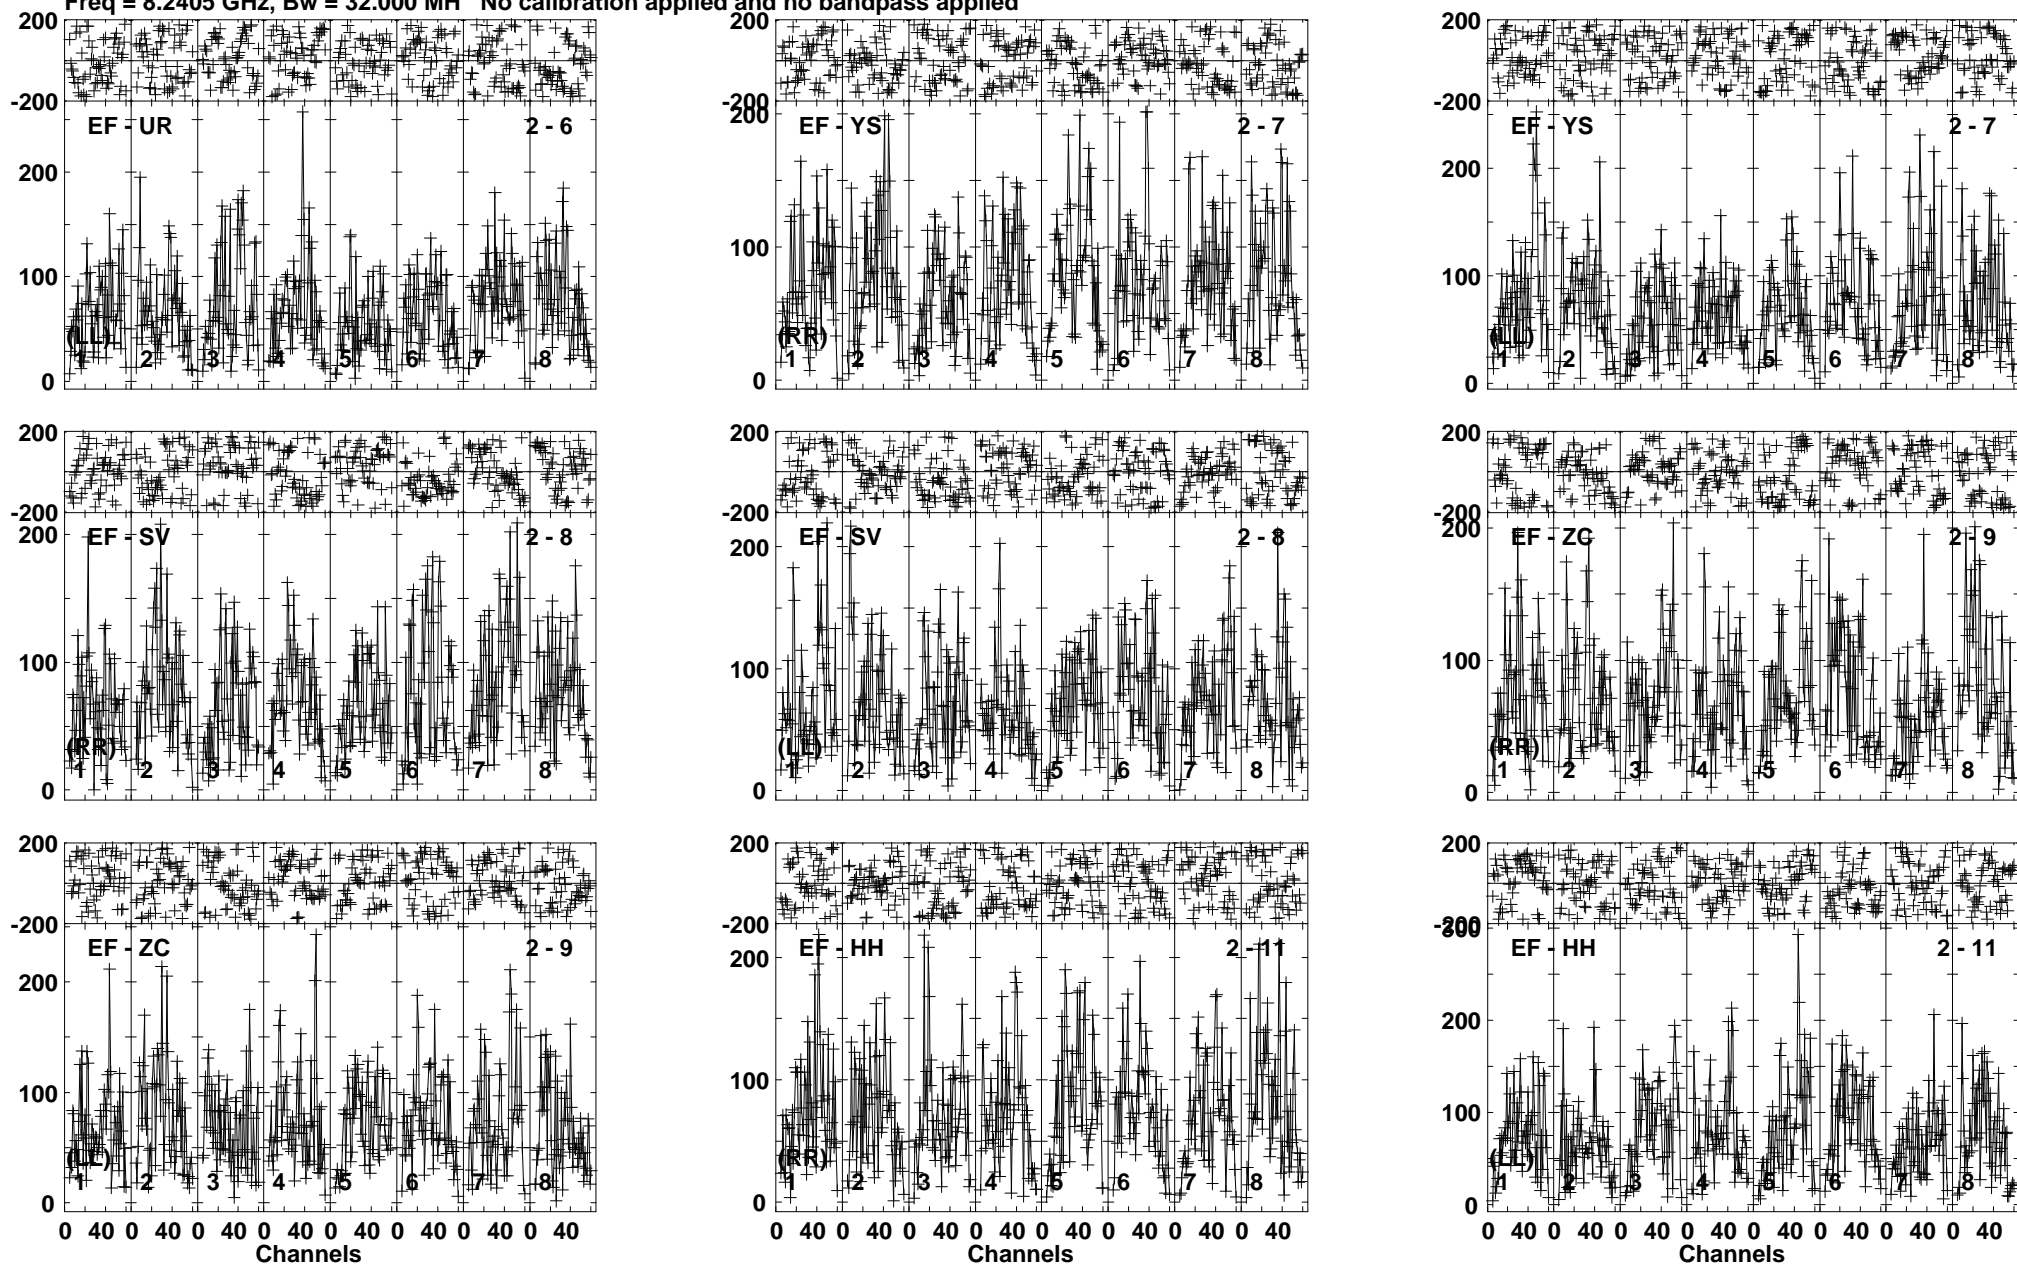 Freq = 8.2405 GHz, Bw = 32.000 MH No calibration applied and no bandpass applied
200 200 200
-200 -200 -200
EF - UR 2 - 6 EF - YS 2 - 7 EF - YS 2 - 7
200 200 200
100 100 100
(LL) (RR) (LL)
1 2 3 4 5 6 7 8 1 2 3 4 5 6 7 8 1 2 3 4 5 6 7 8
0 0 0
200 200 200
-200 -200 -200
EF - SV 2 - 8 EF - SV 2 - 8 EF - ZC 2 - 9
200 200 200
100 100 100
(RR) (LL) (RR)
1 2 3 4 5 6 7 8 1 2 3 4 5 6 7 8 1 2 3 4 5 6 7 8
0 0 0
200 200 200
-200 -200 -200
300
EF - ZC 2 - 9 EF - HH 2 - 11 EF - HH 2 - 11
200 200 200
100 100 100
(LL) (RR) (LL)
1 2 3 4 5 6 7 8 1 2 3 4 5 6 7 8 1 2 3 4 5 6 7 8
0 0 0
0 40 0 40 0 40 0 40 0 40 0 40 0 40 0 40 0 40 0 40 0 40 0 40 0 40 0 40 0 40 0 40 0 40 0 40 0 40 0 40 0 40 0 40 0 40 0 40
Channels Channels Channels